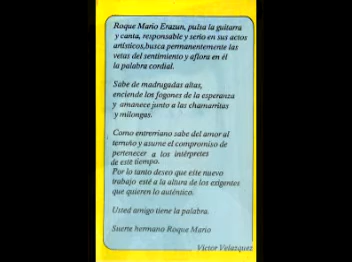 Roque Mario Erazun, pulsa la guitarra
y canta, responsable y serio en sus actos
artísticos,busca permanentemente las
vetas del sentimiento y aflora en él
la palabra cordial.
Sabe de madrugadas altas,
enciende los fogones de la esperanza
y amanece junto a las chamarritas
y milongas.
Como entrerriano sabe del amor al
terruño y asume el compromiso de
pertenecer a los intérpretes
de este tiempo.
Por lo tanto deseo que este nuevo
trabajo esté a la altura de los exigentes
que quieren lo auténtico.
Usted amigo tiene la palabra.
Suerte hermano Roque Mario
Victor Velazquez